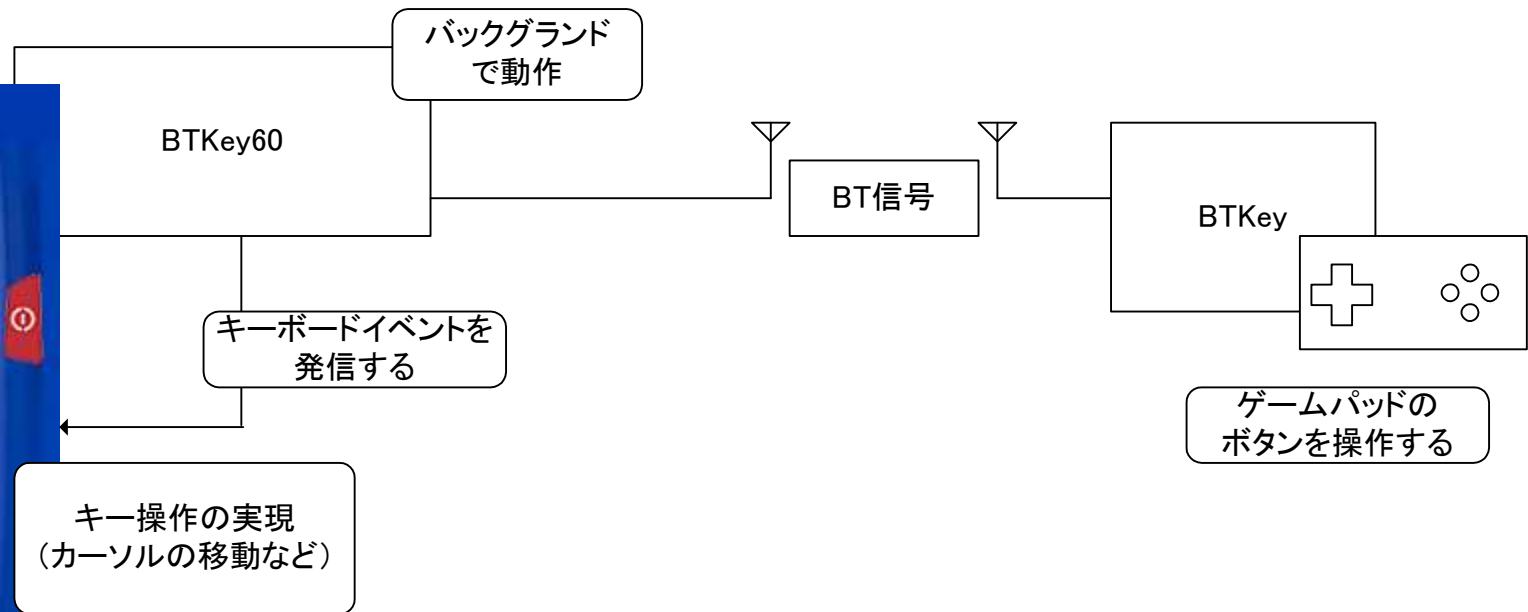 バックグランド
で動作
BTKey60
BT信号
BTKey
キーボードイベントを
発信する
ゲームパッドの
ボタンを操作する
キー操作の実現
（カーソルの移動など）